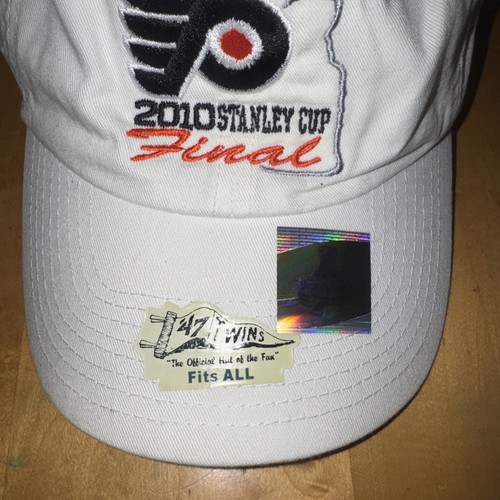 2010 STANLEY CUP
Final
'47 TWINS
"The Official Hat of the Fan"
Fits ALL